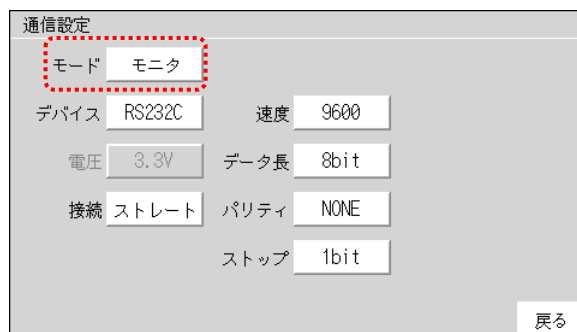 通信設定
モード モニタ
デバイス RS232C 速度 9600
電圧 3.3V データ長 8bit
接続 ストレート パリティ NONE
ストップ 1bit
戻る